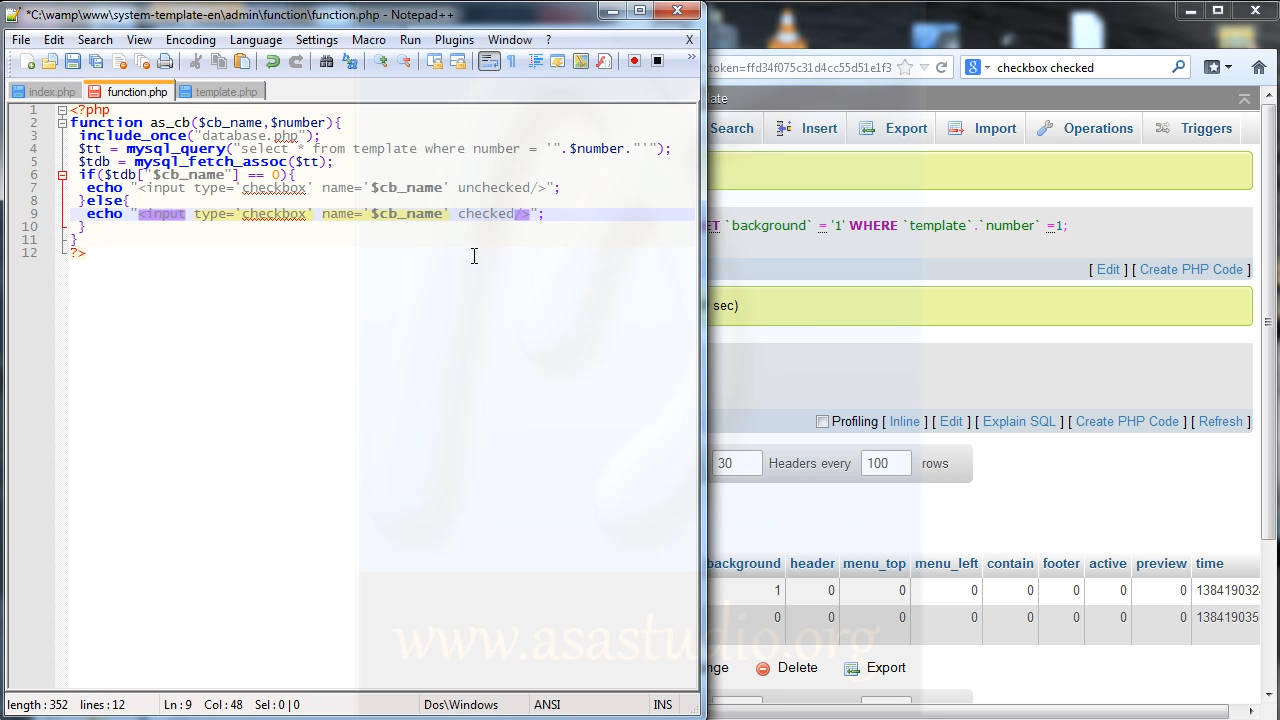 *C:\wamp\www\system-template-en\admin\function\function.php - Notepad++
File Edit Search View Encoding Language Settings Macro Run Plugins Window ? X
index.php function.php template.php
1 <?php
2 function as_cb($cb_name,$number){
3 include_once("database.php");
4 $tt = mysql_query("select * from template where number = '".$number."'");
5 $tdb = mysql_fetch_assoc($tt);
6 if($tdb["$cb_name"] == 0){
7 echo "<input type='checkbox' name='$cb_name' unchecked/>";
8 }else{
9 echo "<input type='checkbox' name='$cb_name' checked/>";
10 }
11 }
12 ?>
www.asastudio.org
length : 352 lines : 12 Ln : 9 Col : 48 Sel : 0 | 0 Dos\Windows ANSI INS
token=ffd34f075c31d4cc55d51e1f3 checkbox checked
late
Search Insert Export Import Operations Triggers
ET `background` = '1' WHERE `template`.`number` =1;
[ Edit ] [ Create PHP Code ]
sec)
Profiling [ Inline ] [ Edit ] [ Explain SQL ] [ Create PHP Code ] [ Refresh ]
30 Headers every 100 rows
background header menu_top menu_left contain footer active preview time
1 0 0 0 0 0 0 0 138419032
0 0 0 0 0 0 0 0 138419035
nge Delete Export